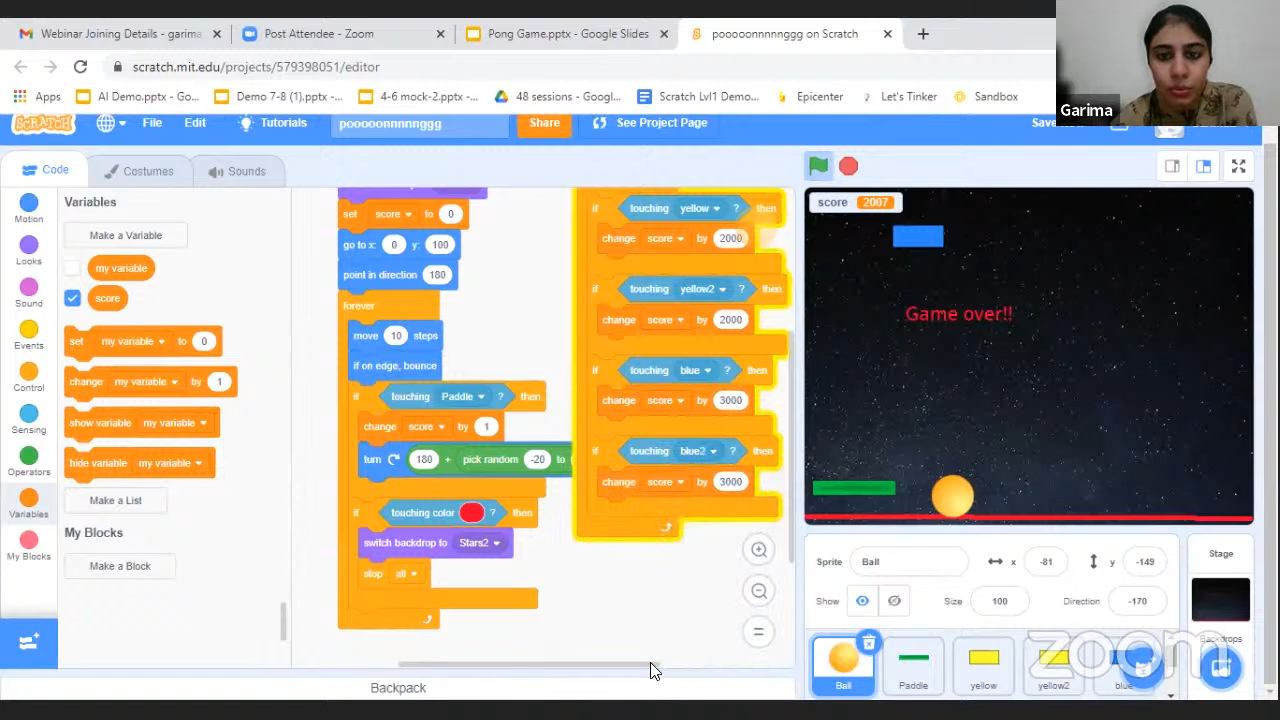 Webinar Joining Details - garima
Post Attendee - Zoom
Pong Game.pptx - Google Slides
pooooonnnnnggg on Scratch
scratch.mit.edu/projects/579398051/editor
Apps
AI Demo.pptx - Go...
Demo 7-8 (1).pptx -...
4-6 mock-2.pptx -...
48 sessions - Googl...
Scratch Lvl1 Demo...
Epicenter
Let's Tinker
Sandbox
Garima
SCRATCH
File
Edit
Tutorials
pooooonnnnnggg
Share
See Project Page
Code
Costumes
Sounds
Motion
Looks
Sound
Events
Control
Sensing
Operators
Variables
My Blocks
Variables
Make a Variable
my variable
score
set my variable to 0
change my variable by 1
show variable my variable
hide variable my variable
Make a List
My Blocks
Make a Block
set score to 0
go to x: 0 y: 100
point in direction 180
forever
move 10 steps
if on edge, bounce
if touching Paddle ? then
change score by 1
turn 180 + pick random -20 to
if touching color ? then
switch backdrop to Stars2
stop all
if touching yellow ? then
change score by 2000
if touching yellow2 ? then
change score by 2000
if touching blue ? then
change score by 3000
if touching blue2 ? then
change score by 3000
Backpack
score 2007
Game over!!
Sprite Ball x -81 y -149
Show Size 100 Direction -170
Ball
Paddle
yellow
yellow2
blue
Stage
Backdrops
zoom